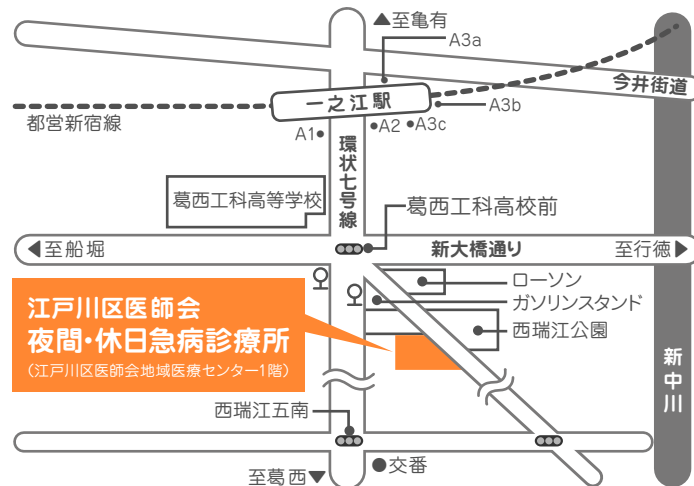 ▲至亀有
A3a
今井街道
一之江駅
A3b
都営新宿線
A1
A2
A3c
環状七号線
葛西工科高等学校
葛西工科高校前
◀至船堀
新大橋通り
至行徳▶
ローソン
ガソリンスタンド
西瑞江公園
江戸川区医師会
夜間・休日急病診療所
(江戸川区医師会地域医療センター1階)
新中川
西瑞江五南
交番
至葛西▼